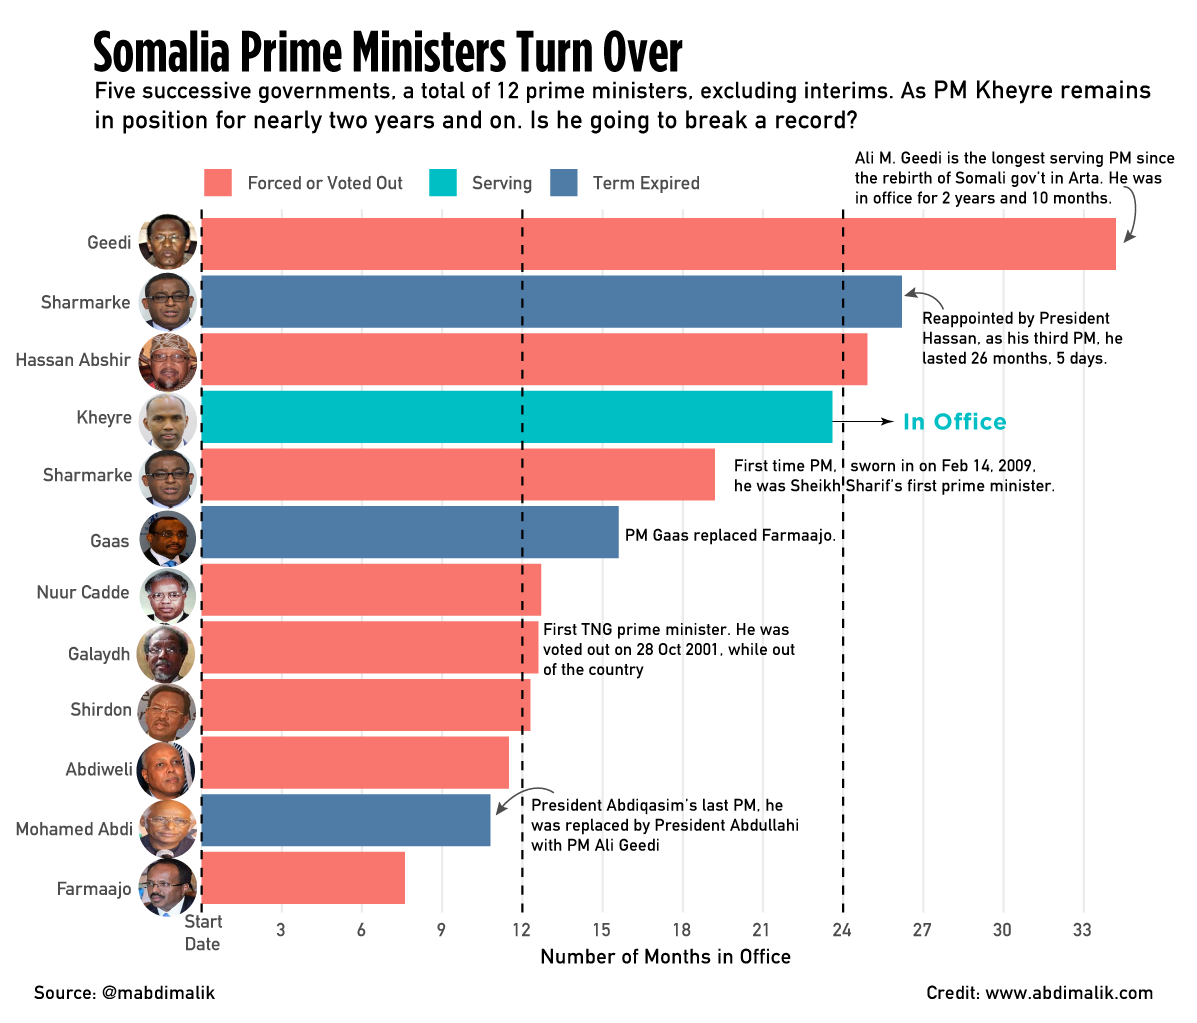 Somalia Prime Ministers Turn Over
Five successive governments, a total of 12 prime ministers, excluding interims. As PM Kheyre remains
in position for nearly two years and on. Is he going to break a record?
Forced or Voted Out
Serving
Term Expired
Ali M. Geedi is the longest serving PM since
the rebirth of Somali gov't in Arta. He was
in office for 2 years and 10 months.
Geedi
Sharmarke
Reappointed by President
Hassan, as his third PM, he
lasted 26 months, 5 days.
Hassan Abshir
Kheyre
In Office
Sharmarke
First time PM, sworn in on Feb 14, 2009,
he was Sheikh Sharif's first prime minister.
Gaas
PM Gaas replaced Farmaajo.
Nuur Cadde
Galaydh
First TNG prime minister. He was
voted out on 28 Oct 2001, while out
of the country
Shirdon
Abdiweli
Mohamed Abdi
President Abdiqasim's last PM, he
was replaced by President Abdullahi
with PM Ali Geedi
Farmaajo
Start
Date
3 6 9 12 15 18 21 24 27 30 33
Number of Months in Office
Source: @mabdimalik
Credit: www.abdimalik.com